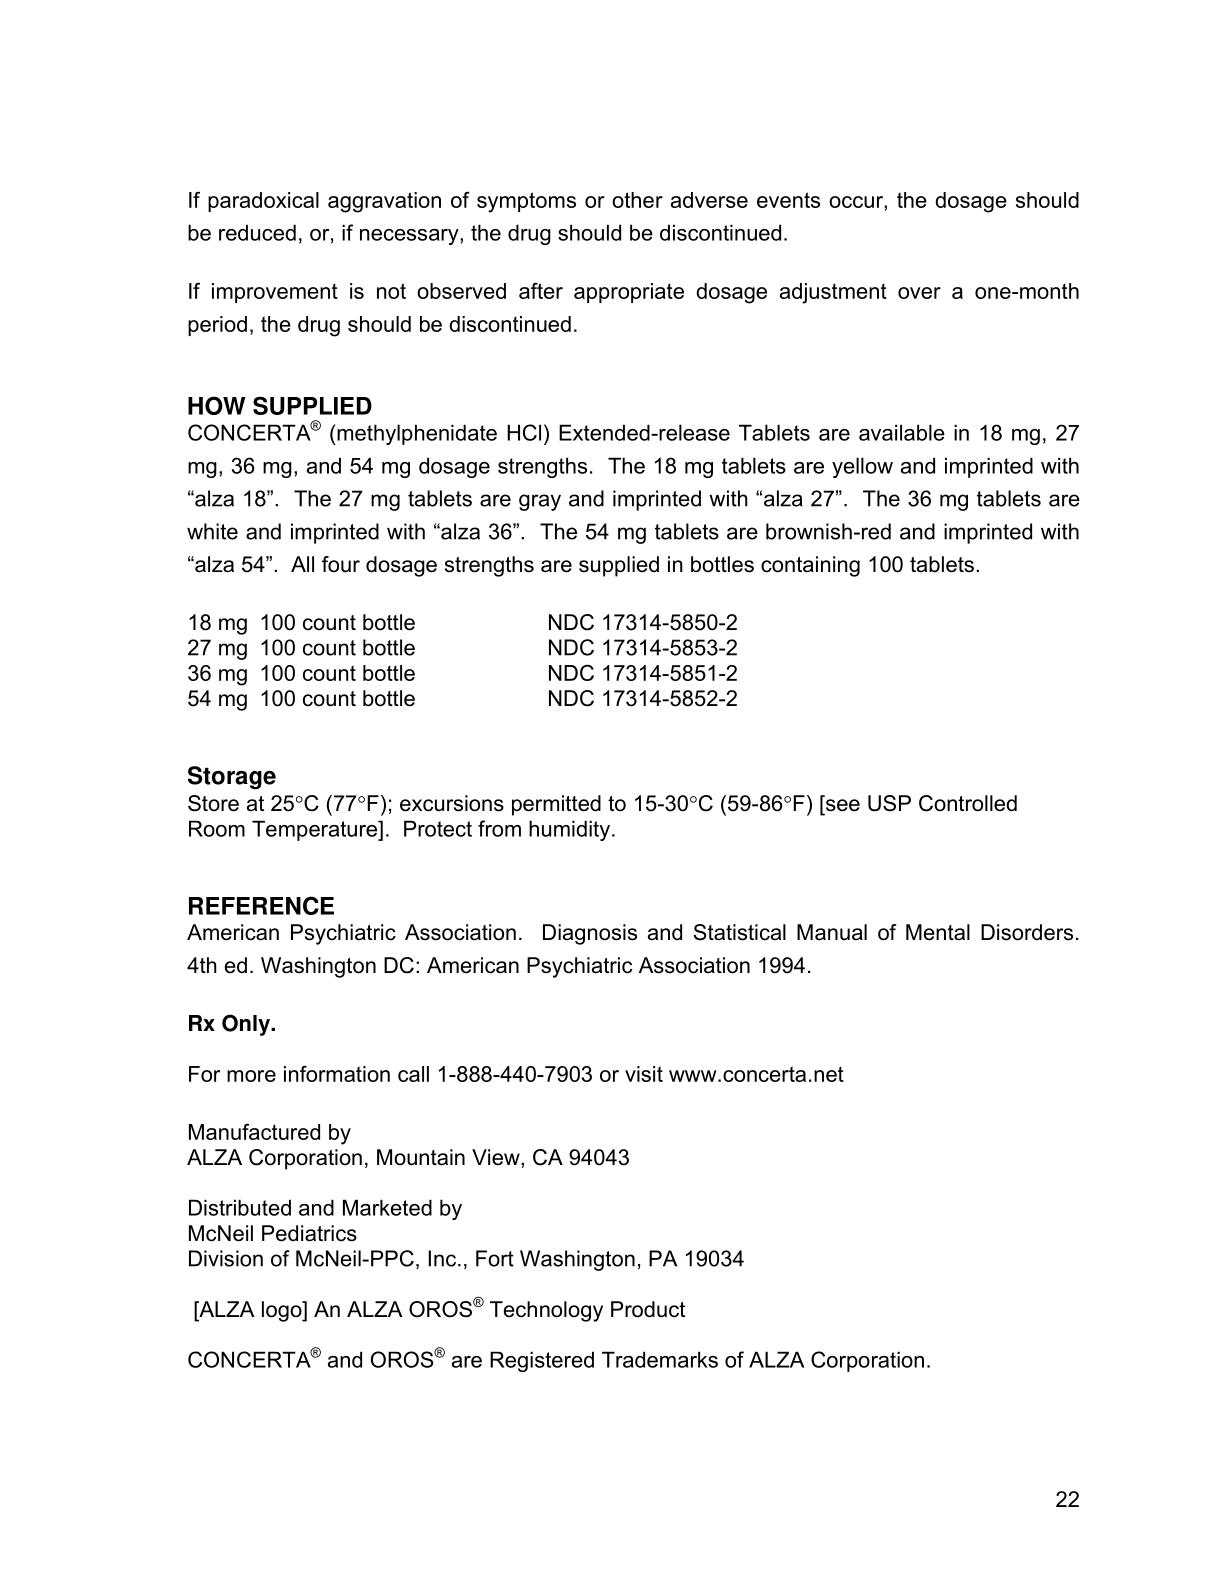 If paradoxical aggravation of symptoms or other adverse events occur, the dosage should
be reduced, or, if necessary, the drug should be discontinued.
If improvement is not observed after appropriate dosage adjustment over a one-month
period, the drug should be discontinued.
HOW SUPPLIED
CONCERTA® (methylphenidate HCl) Extended-release Tablets are available in 18 mg, 27
mg, 36 mg, and 54 mg dosage strengths.  The 18 mg tablets are yellow and imprinted with
“alza 18”.  The 27 mg tablets are gray and imprinted with “alza 27”.  The 36 mg tablets are
white and imprinted with “alza 36”.  The 54 mg tablets are brownish-red and imprinted with
“alza 54”.  All four dosage strengths are supplied in bottles containing 100 tablets.
18 mg  100 count bottle NDC 17314-5850-2
27 mg  100 count bottle NDC 17314-5853-2
36 mg  100 count bottle NDC 17314-5851-2
54 mg  100 count bottle NDC 17314-5852-2
Storage
Store at 25°C (77°F); excursions permitted to 15-30°C (59-86°F) [see USP Controlled
Room Temperature].  Protect from humidity.
REFERENCE
American Psychiatric Association.  Diagnosis and Statistical Manual of Mental Disorders.
4th ed. Washington DC: American Psychiatric Association 1994.
Rx Only.
For more information call 1-888-440-7903 or visit www.concerta.net
Manufactured by
ALZA Corporation, Mountain View, CA 94043
Distributed and Marketed by
McNeil Pediatrics
Division of McNeil-PPC, Inc., Fort Washington, PA 19034
[ALZA logo] An ALZA OROS® Technology Product
CONCERTA® and OROS® are Registered Trademarks of ALZA Corporation.
22